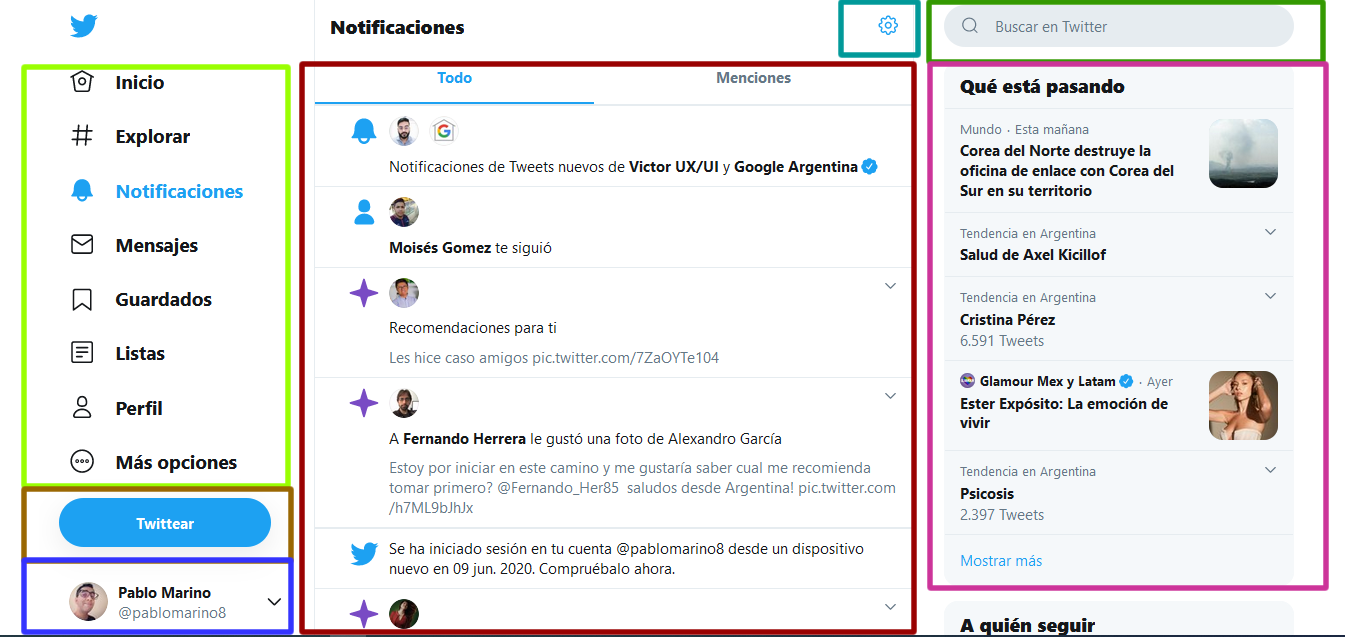 Inicio
Explorar
Notificaciones
Mensajes
Guardados
Listas
Perfil
Más opciones
Twittear
Pablo Marino
@pablomarino8
Notificaciones
Todo
Menciones
Notificaciones de Tweets nuevos de Victor UX/UI y Google Argentina
Moisés Gomez te siguió
Recomendaciones para ti
Les hice caso amigos pic.twitter.com/7ZaOYTe104
A Fernando Herrera le gustó una foto de Alexandro García
Estoy por iniciar en este camino y me gustaría saber cual me recomienda
tomar primero? @Fernando_Her85 saludos desde Argentina! pic.twitter.com
/h7ML9bJhJx
Se ha iniciado sesión en tu cuenta @pablomarino8 desde un dispositivo
nuevo en 09 jun. 2020. Compruébalo ahora.
Buscar en Twitter
Qué está pasando
Mundo · Esta mañana
Corea del Norte destruye la
oficina de enlace con Corea del
Sur en su territorio
Tendencia en Argentina
Salud de Axel Kicillof
Tendencia en Argentina
Cristina Pérez
6.591 Tweets
Glamour Mex y Latam · Ayer
Ester Expósito: La emoción de
vivir
Tendencia en Argentina
Psicosis
2.397 Tweets
Mostrar más
A quién seguir